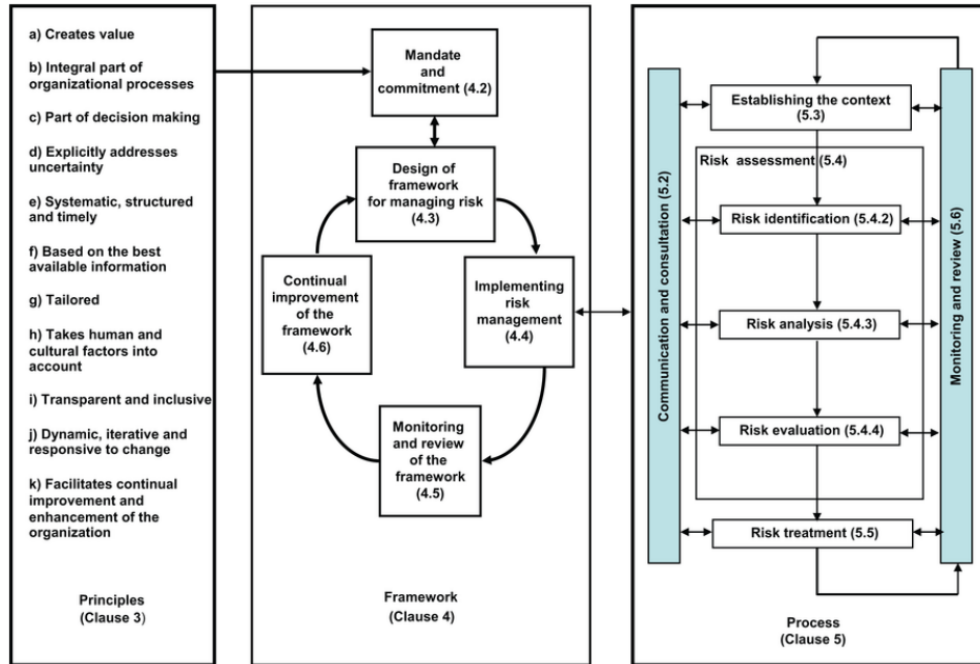 a) Creates value
b) Integral part of
organizational processes
c) Part of decision making
d) Explicitly addresses
uncertainty
e) Systematic, structured
and timely
f) Based on the best
available information
g) Tailored
h) Takes human and
cultural factors into
account
i) Transparent and inclusive
j) Dynamic, iterative and
responsive to change
k) Facilitates continual
improvement and
enhancement of the
organization
Principles
(Clause 3)
Mandate
and
commitment (4.2)
Design of
framework
for managing risk
(4.3)
Implementing
risk
management
(4.4)
Continual
improvement
of the
framework
(4.6)
Monitoring
and review
of the
framework
(4.5)
Framework
(Clause 4)
Communication and consultation (5.2)
Establishing the context
(5.3)
Risk assessment (5.4)
Risk identification (5.4.2)
Risk analysis (5.4.3)
Risk evaluation (5.4.4)
Risk treatment (5.5)
Monitoring and review (5.6)
Process
(Clause 5)